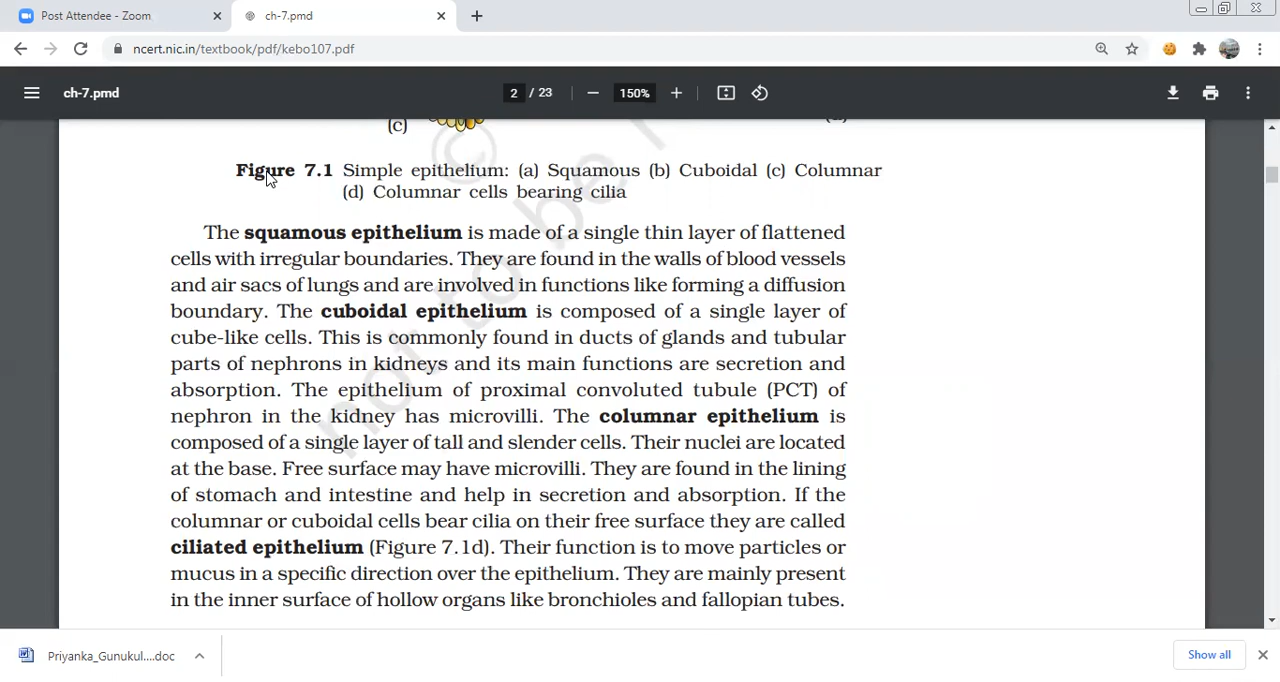 Post Attendee - Zoom
ch-7.pmd
ncert.nic.in/textbook/pdf/kebo107.pdf
ch-7.pmd
2 / 23
150%
(c)
Figure 7.1 Simple epithelium: (a) Squamous (b) Cuboidal (c) Columnar
(d) Columnar cells bearing cilia
The squamous epithelium is made of a single thin layer of flattened
cells with irregular boundaries. They are found in the walls of blood vessels
and air sacs of lungs and are involved in functions like forming a diffusion
boundary. The cuboidal epithelium is composed of a single layer of
cube-like cells. This is commonly found in ducts of glands and tubular
parts of nephrons in kidneys and its main functions are secretion and
absorption. The epithelium of proximal convoluted tubule (PCT) of
nephron in the kidney has microvilli. The columnar epithelium is
composed of a single layer of tall and slender cells. Their nuclei are located
at the base. Free surface may have microvilli. They are found in the lining
of stomach and intestine and help in secretion and absorption. If the
columnar or cuboidal cells bear cilia on their free surface they are called
ciliated epithelium (Figure 7.1d). Their function is to move particles or
mucus in a specific direction over the epithelium. They are mainly present
in the inner surface of hollow organs like bronchioles and fallopian tubes.
©
not to be
Priyanka_Gunukul....doc
Show all